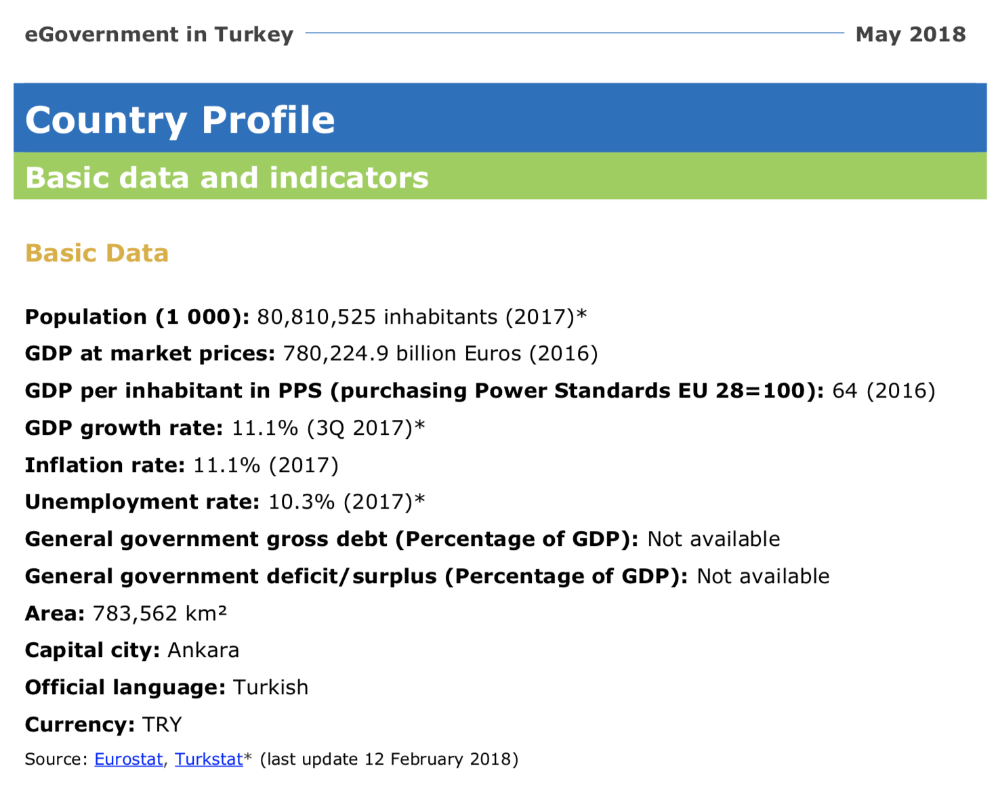 eGovernment in Turkey May 2018
Country Profile
Basic data and indicators
Basic Data
Population (1 000): 80,810,525 inhabitants (2017)*
GDP at market prices: 780,224.9 billion Euros (2016)
GDP per inhabitant in PPS (purchasing Power Standards EU 28=100): 64 (2016)
GDP growth rate: 11.1% (3Q 2017)*
Inflation rate: 11.1% (2017)
Unemployment rate: 10.3% (2017)*
General government gross debt (Percentage of GDP): Not available
General government deficit/surplus (Percentage of GDP): Not available
Area: 783,562 km²
Capital city: Ankara
Official language: Turkish
Currency: TRY
Source: Eurostat, Turkstat* (last update 12 February 2018)